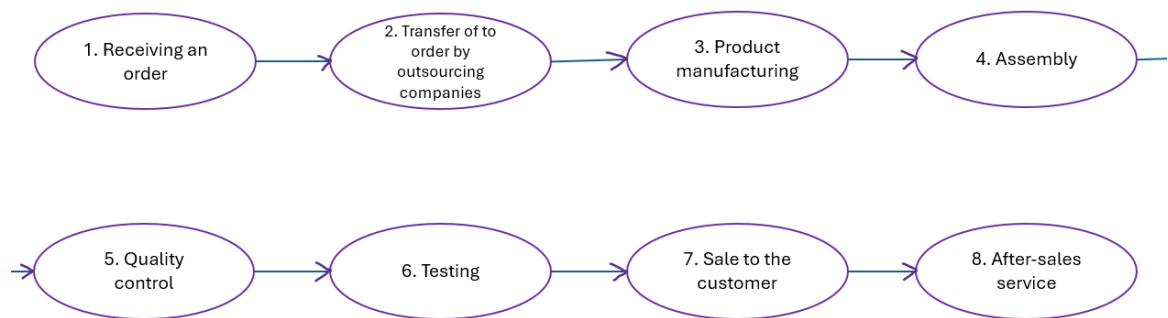 1. Receiving an
order
2. Transfer of to
order by
outsourcing
companies
3. Product
manufacturing
4. Assembly
5. Quality
control
6. Testing
7. Sale to the
customer
8. After-sales
service